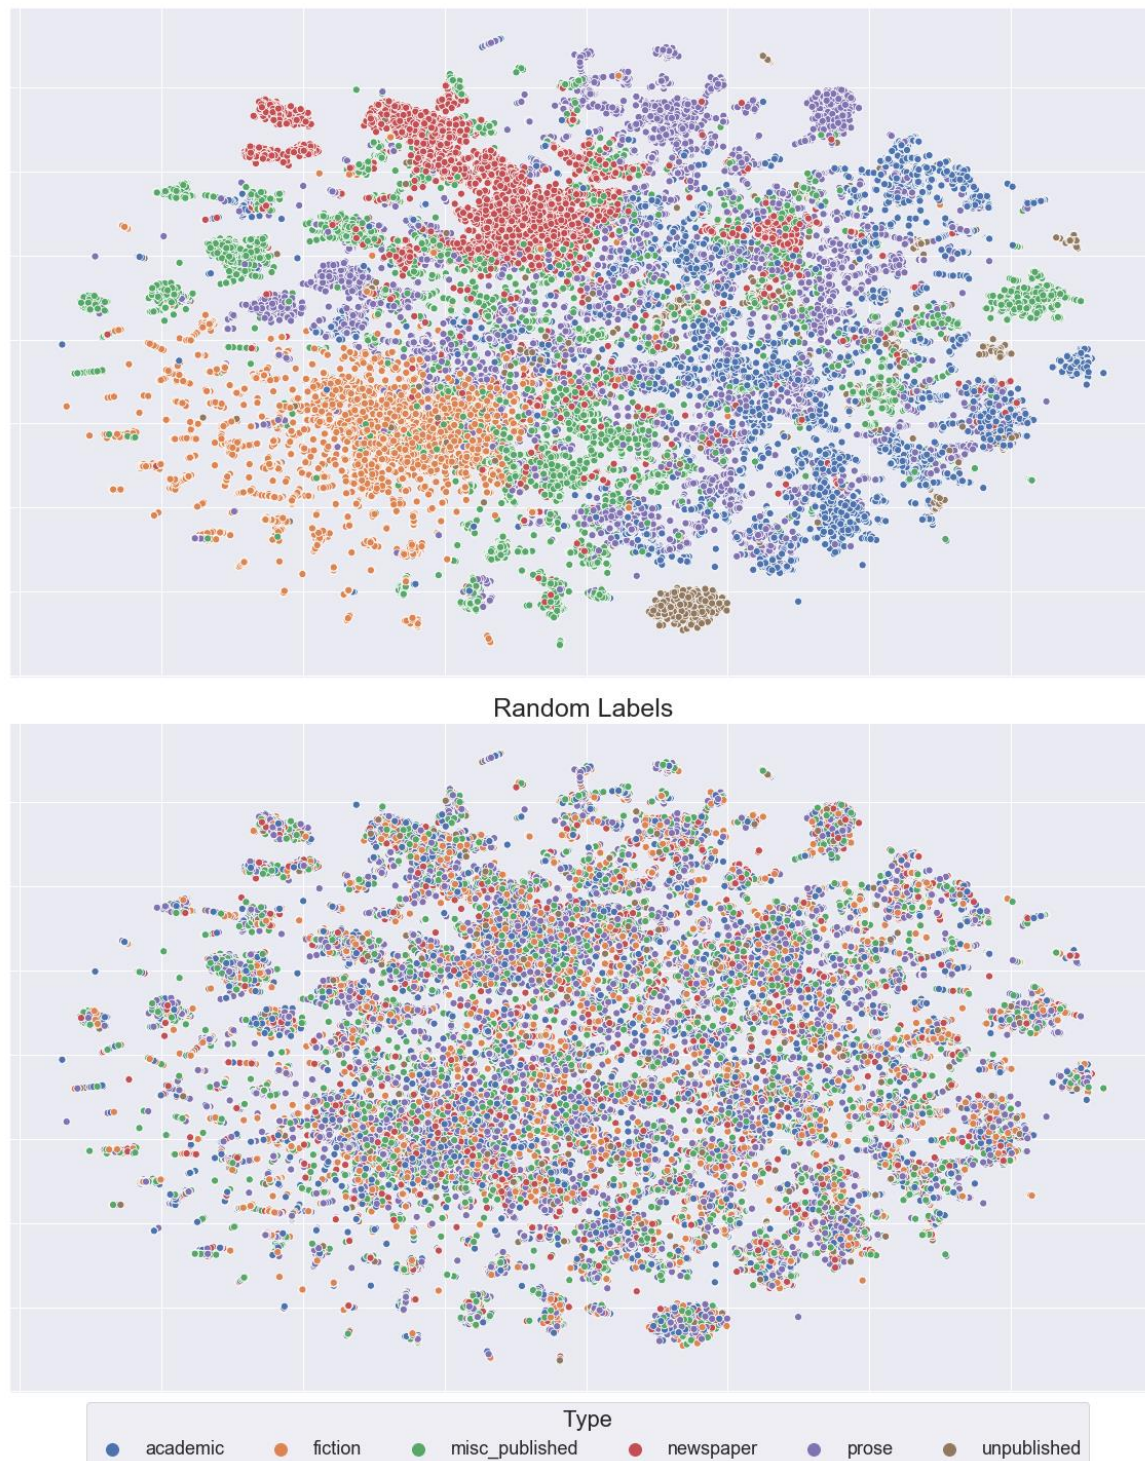 Random Labels
Type
academic fiction misc_published newspaper prose unpublished